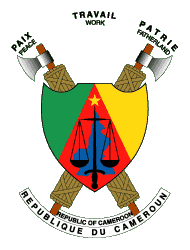 TRAVAIL
WORK
PAIX
PEACE
PATRIE
FATHERLAND
REPUBLIC OF CAMEROON
REPUBLIQUE DU CAMEROUN